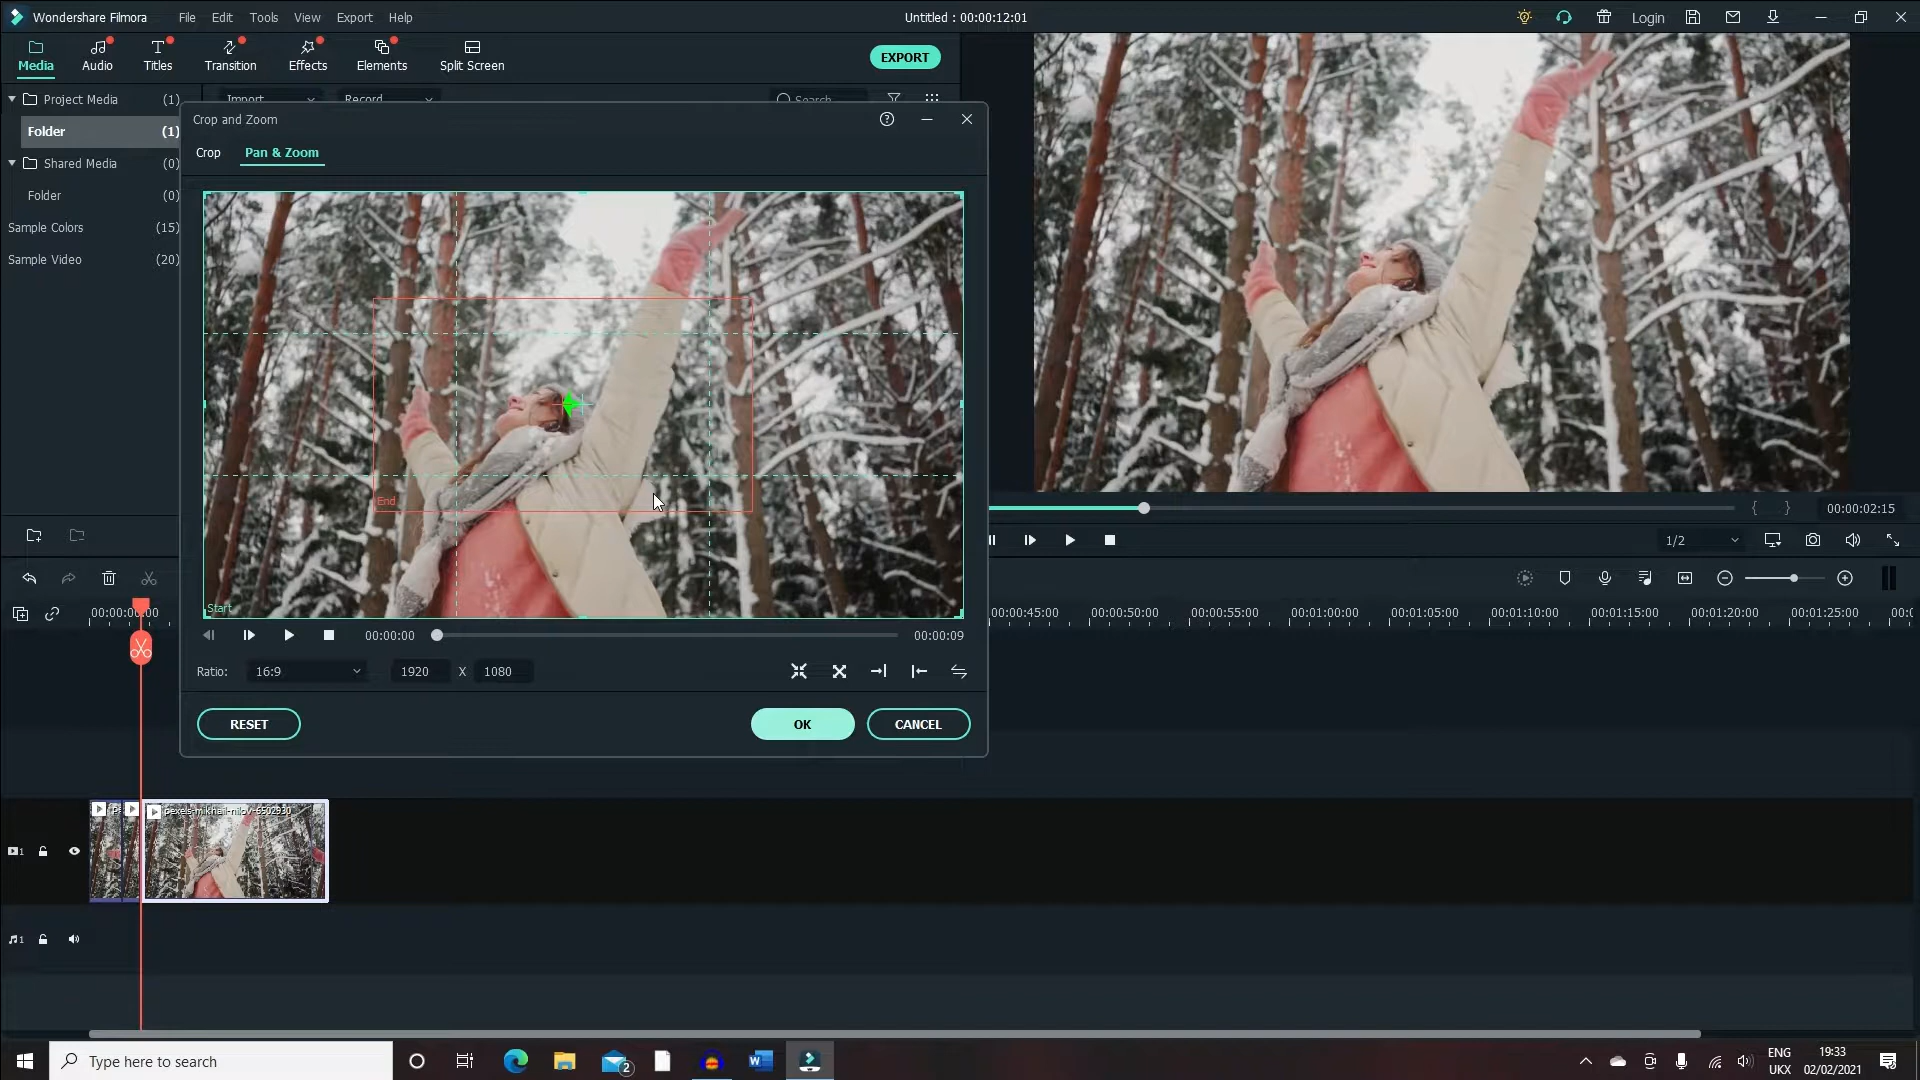 Wondershare Filmora File Edit Tools View Export Help Untitled : 00:00:12:01 Login
Media Audio Titles Transition Effects Elements Split Screen EXPORT
Project Media (1)
Import Record Search
Folder (1)
Shared Media (0)
Folder (0)
Sample Colors (15)
Sample Video (20)
Crop and Zoom
Crop Pan & Zoom
End
Start
00:00:00 00:00:09
Ratio: 16:9 1920 X 1080
RESET OK CANCEL
00:00:02:15
1/2
00:00:45:00 00:00:50:00 00:00:55:00 00:01:00:00 00:01:05:00 00:01:10:00 00:01:15:00 00:01:20:00 00:01:25:00
1
1
Type here to search
2
ENG
UKX
19:33
02/02/2021